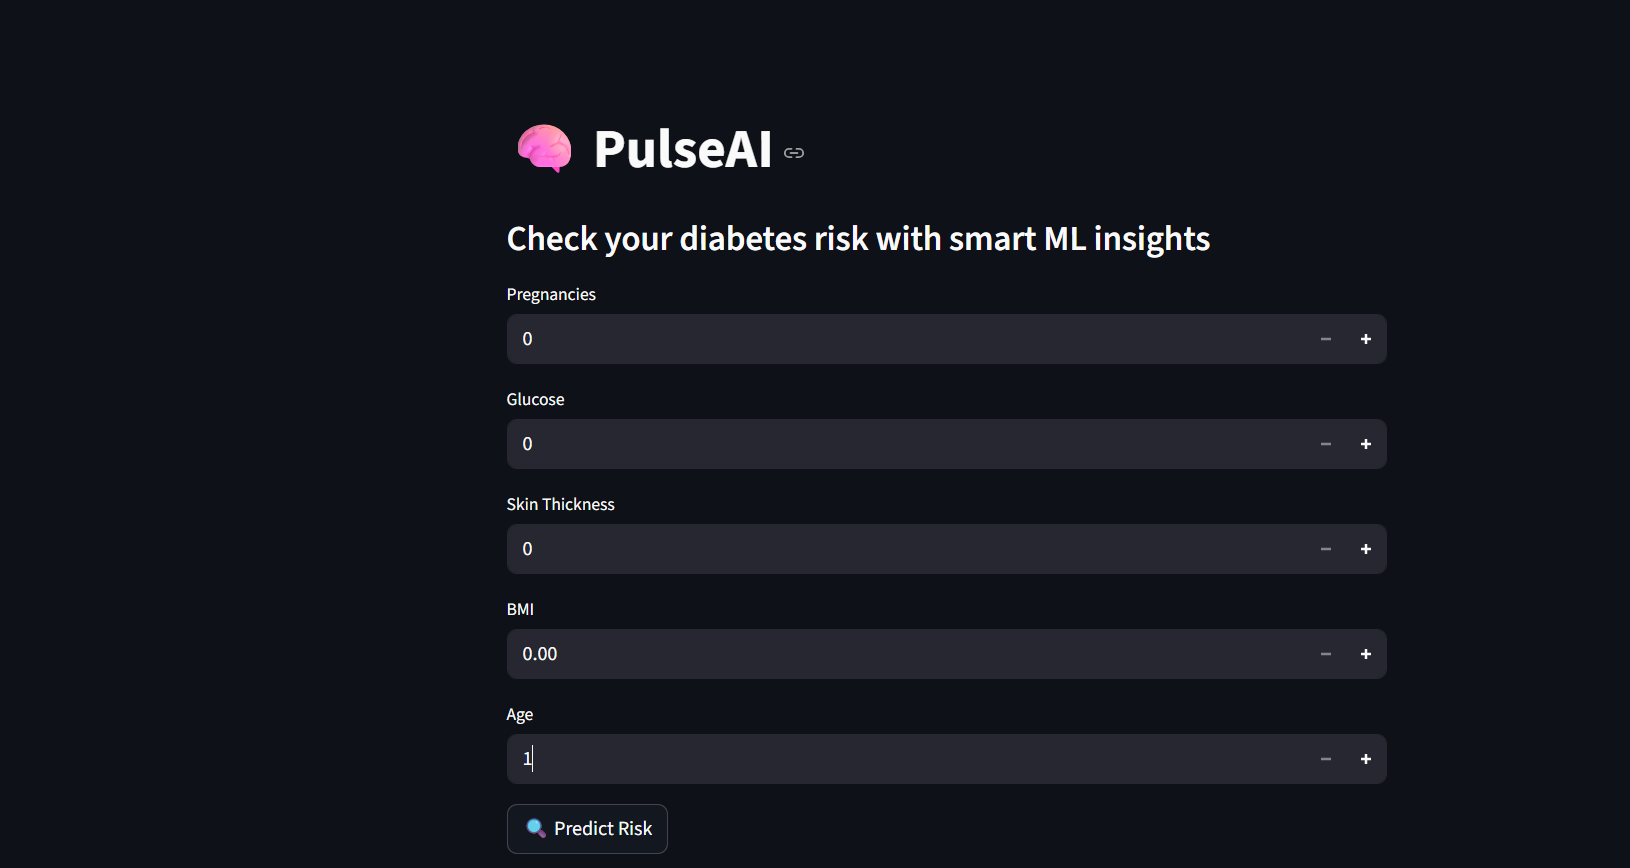 PulseAI
Check your diabetes risk with smart ML insights
Pregnancies
0
Glucose
0
Skin Thickness
0
BMI
0.00
Age
1
Predict Risk